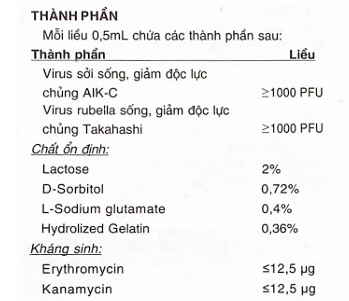 THÀNH PHẦN
Mỗi liều 0,5mL chứa các thành phần sau:
Thành phần Liều
Virus sởi sống, giảm độc lực
chủng AIK-C ≥1000 PFU
Virus rubella sống, giảm độc lực
chủng Takahashi ≥1000 PFU
Chất ổn định:
Lactose 2%
D-Sorbitol 0,72%
L-Sodium glutamate 0,4%
Hydrolized Gelatin 0,36%
Kháng sinh:
Erythromycin ≤12,5 µg
Kanamycin ≤12,5 µg